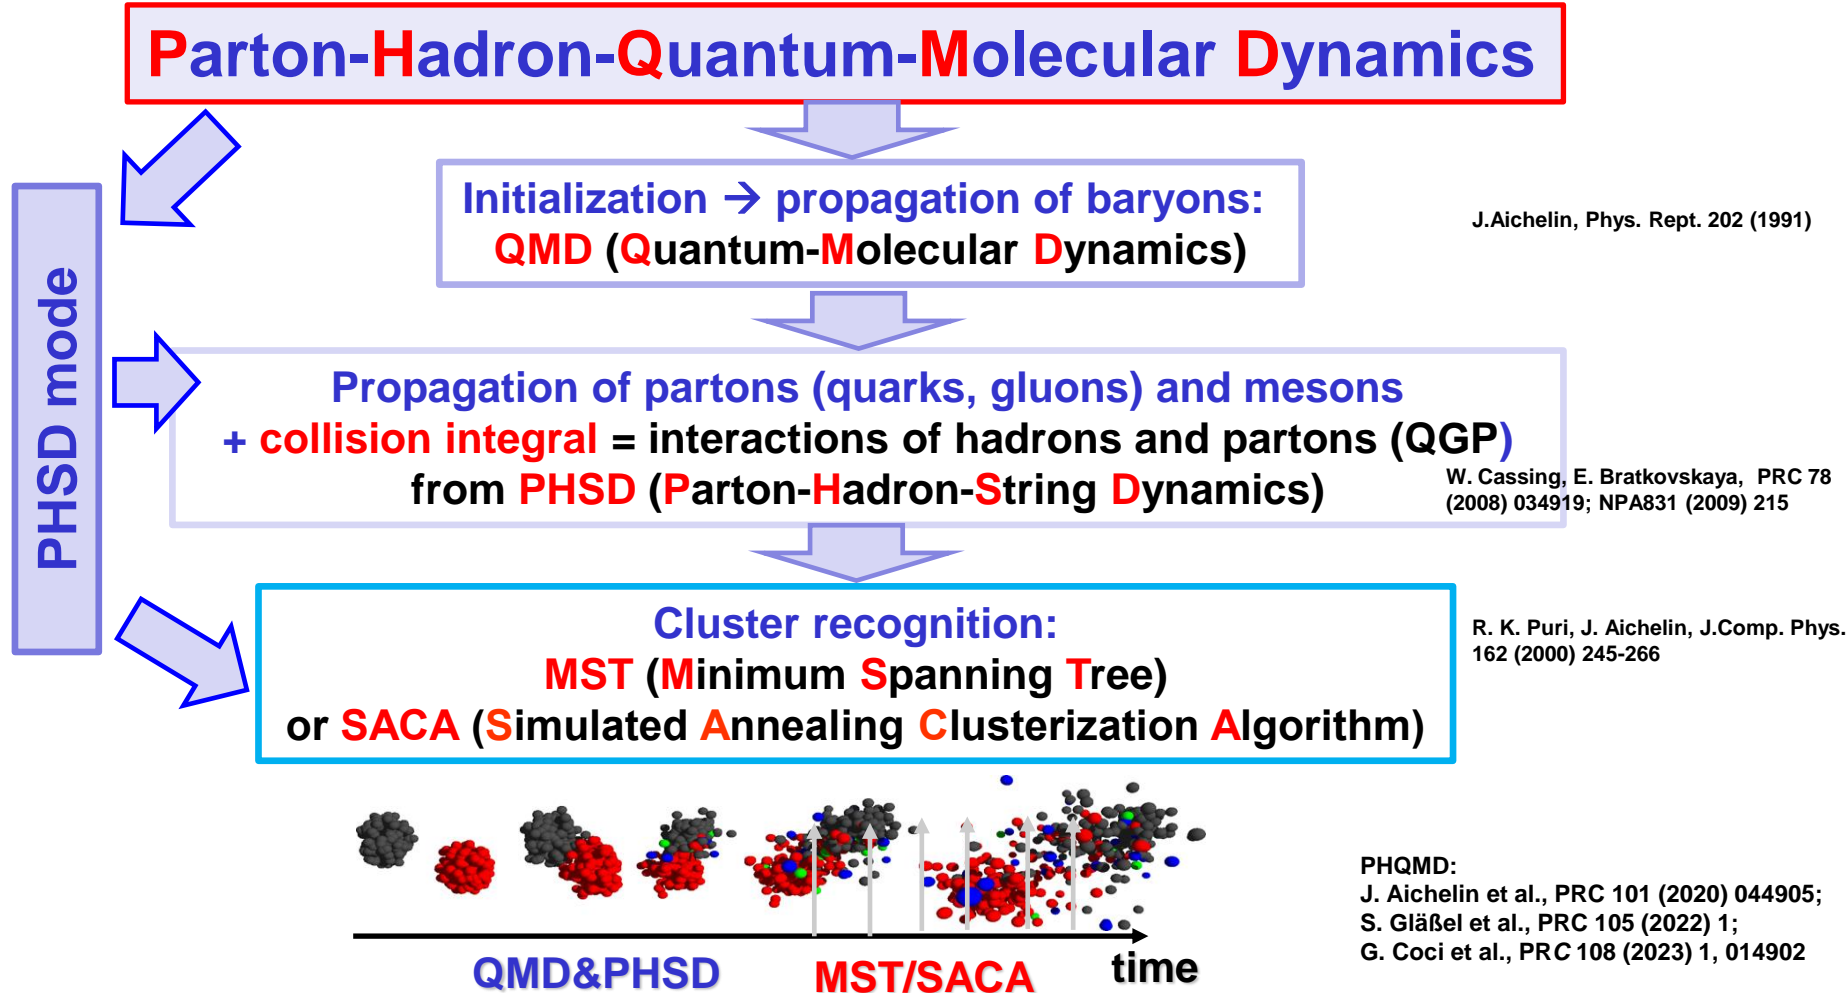 Parton-Hadron-Quantum-Molecular Dynamics
Initialization → propagation of baryons:
QMD (Quantum-Molecular Dynamics)
J.Aichelin, Phys. Rept. 202 (1991)
PHSD mode
Propagation of partons (quarks, gluons) and mesons
+ collision integral = interactions of hadrons and partons (QGP)
from PHSD (Parton-Hadron-String Dynamics)
W. Cassing, E. Bratkovskaya, PRC 78
(2008) 034919; NPA831 (2009) 215
Cluster recognition:
MST (Minimum Spanning Tree)
or SACA (Simulated Annealing Clusterization Algorithm)
R. K. Puri, J. Aichelin, J.Comp. Phys.
162 (2000) 245-266
QMD&PHSD
MST/SACA
time
PHQMD:
J. Aichelin et al., PRC 101 (2020) 044905;
S. Gläßel et al., PRC 105 (2022) 1;
G. Coci et al., PRC 108 (2023) 1, 014902